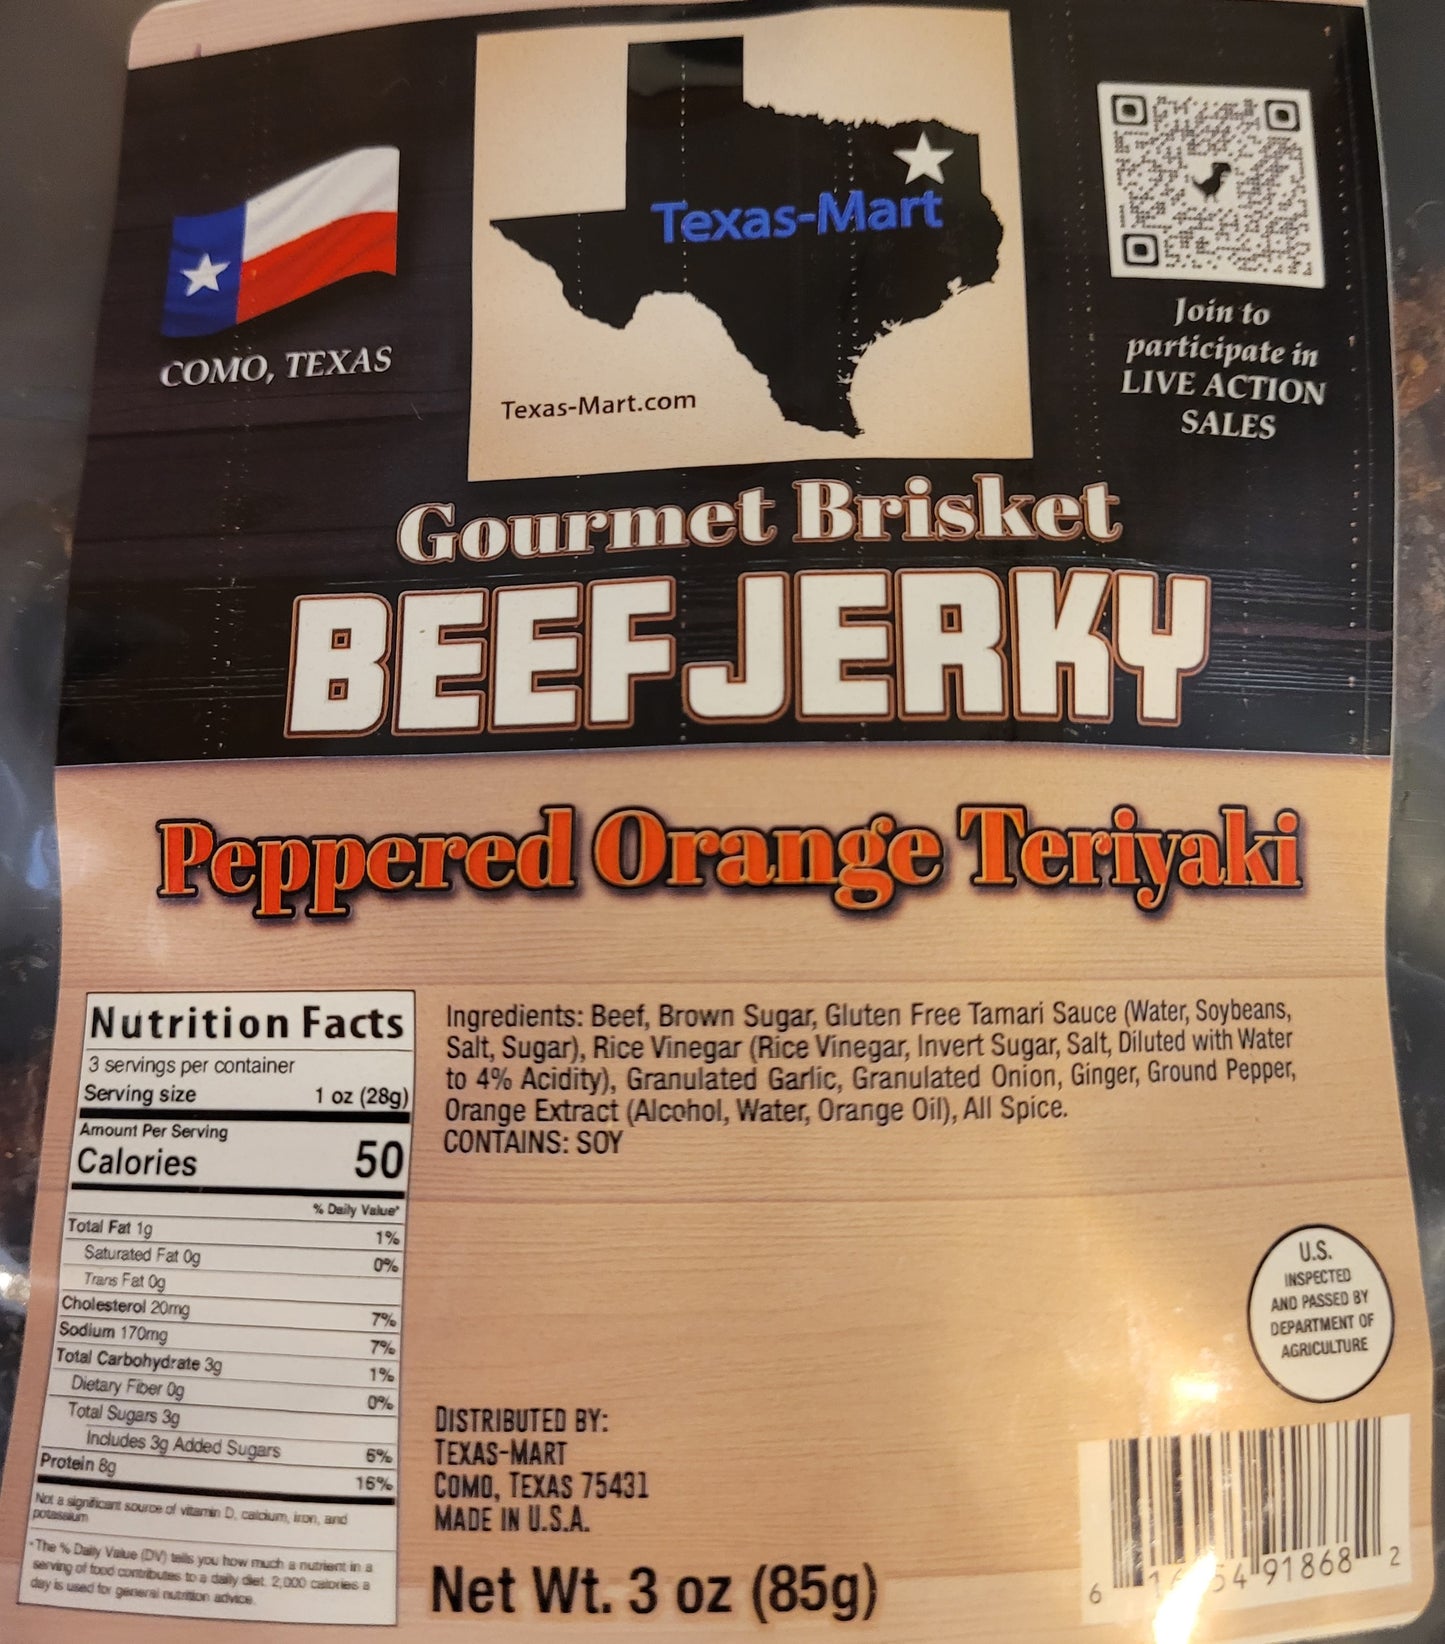 Texas-Mart
Texas-Mart.com
COMO, TEXAS
Join to
participate in
LIVE ACTION
SALES
Gourmet Brisket
BEEF JERKY
Peppered Orange Teriyaki
Nutrition Facts
3 servings per container
Serving size 1 oz (28g)
Amount Per Serving
Calories 50
% Daily Value*
Total Fat 1g 1%
Saturated Fat 0g 0%
Trans Fat 0g
Cholesterol 20mg 7%
Sodium 170mg 7%
Total Carbohydrate 3g 1%
Dietary Fiber 0g 0%
Total Sugars 3g
Includes 3g Added Sugars 6%
Protein 8g 16%
Not a significant source of vitamin D, calcium, iron, and
potassium
*The % Daily Value (DV) tells you how much a nutrient in a
serving of food contributes to a daily diet. 2,000 calories a
day is used for general nutrition advice.
Ingredients: Beef, Brown Sugar, Gluten Free Tamari Sauce (Water, Soybeans,
Salt, Sugar), Rice Vinegar (Rice Vinegar, Invert Sugar, Salt, Diluted with Water
to 4% Acidity), Granulated Garlic, Granulated Onion, Ginger, Ground Pepper,
Orange Extract (Alcohol, Water, Orange Oil), All Spice.
CONTAINS: SOY
U.S.
INSPECTED
AND PASSED BY
DEPARTMENT OF
AGRICULTURE
DISTRIBUTED BY:
TEXAS-MART
COMO, TEXAS 75431
MADE IN U.S.A.
Net Wt. 3 oz (85g)
6 91868 2